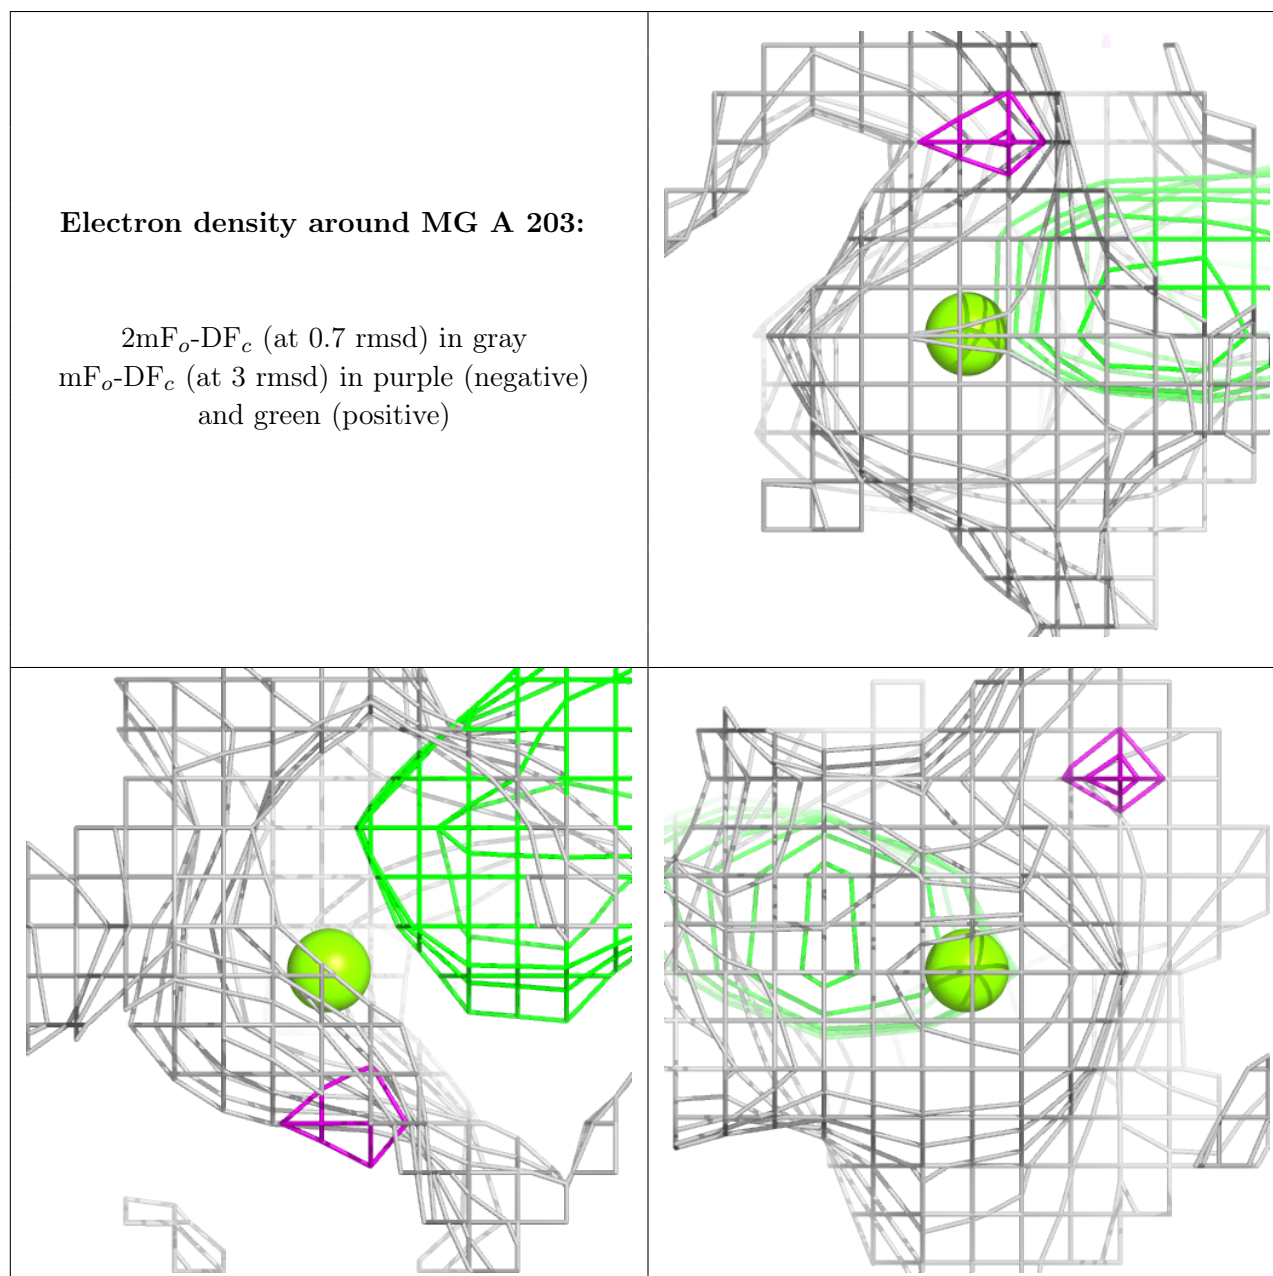 Electron density around MG A 203:
2mFo-DFc (at 0.7 rmsd) in gray
mFo-DFc (at 3 rmsd) in purple (negative)
and green (positive)